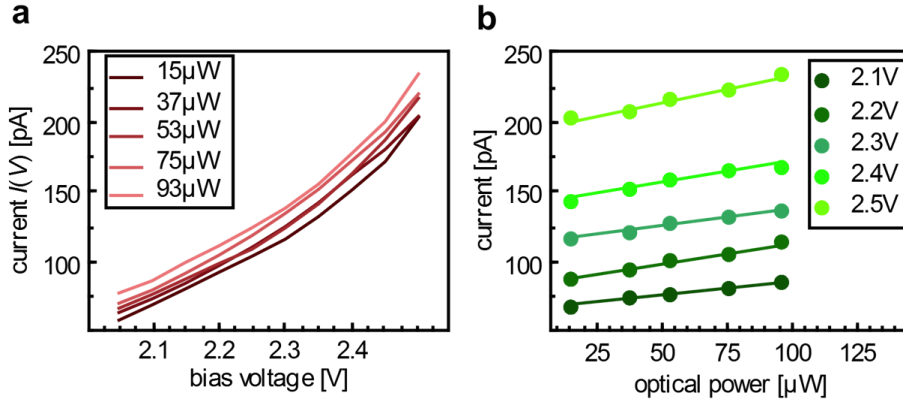 a
250
200
150
100
current I(V) [pA]
15µW
37µW
53µW
75µW
93µW
2.1
2.2
2.3
2.4
bias voltage [V]
b
250
200
150
100
current [pA]
2.1V
2.2V
2.3V
2.4V
2.5V
25
50
75
100
125
optical power [µW]